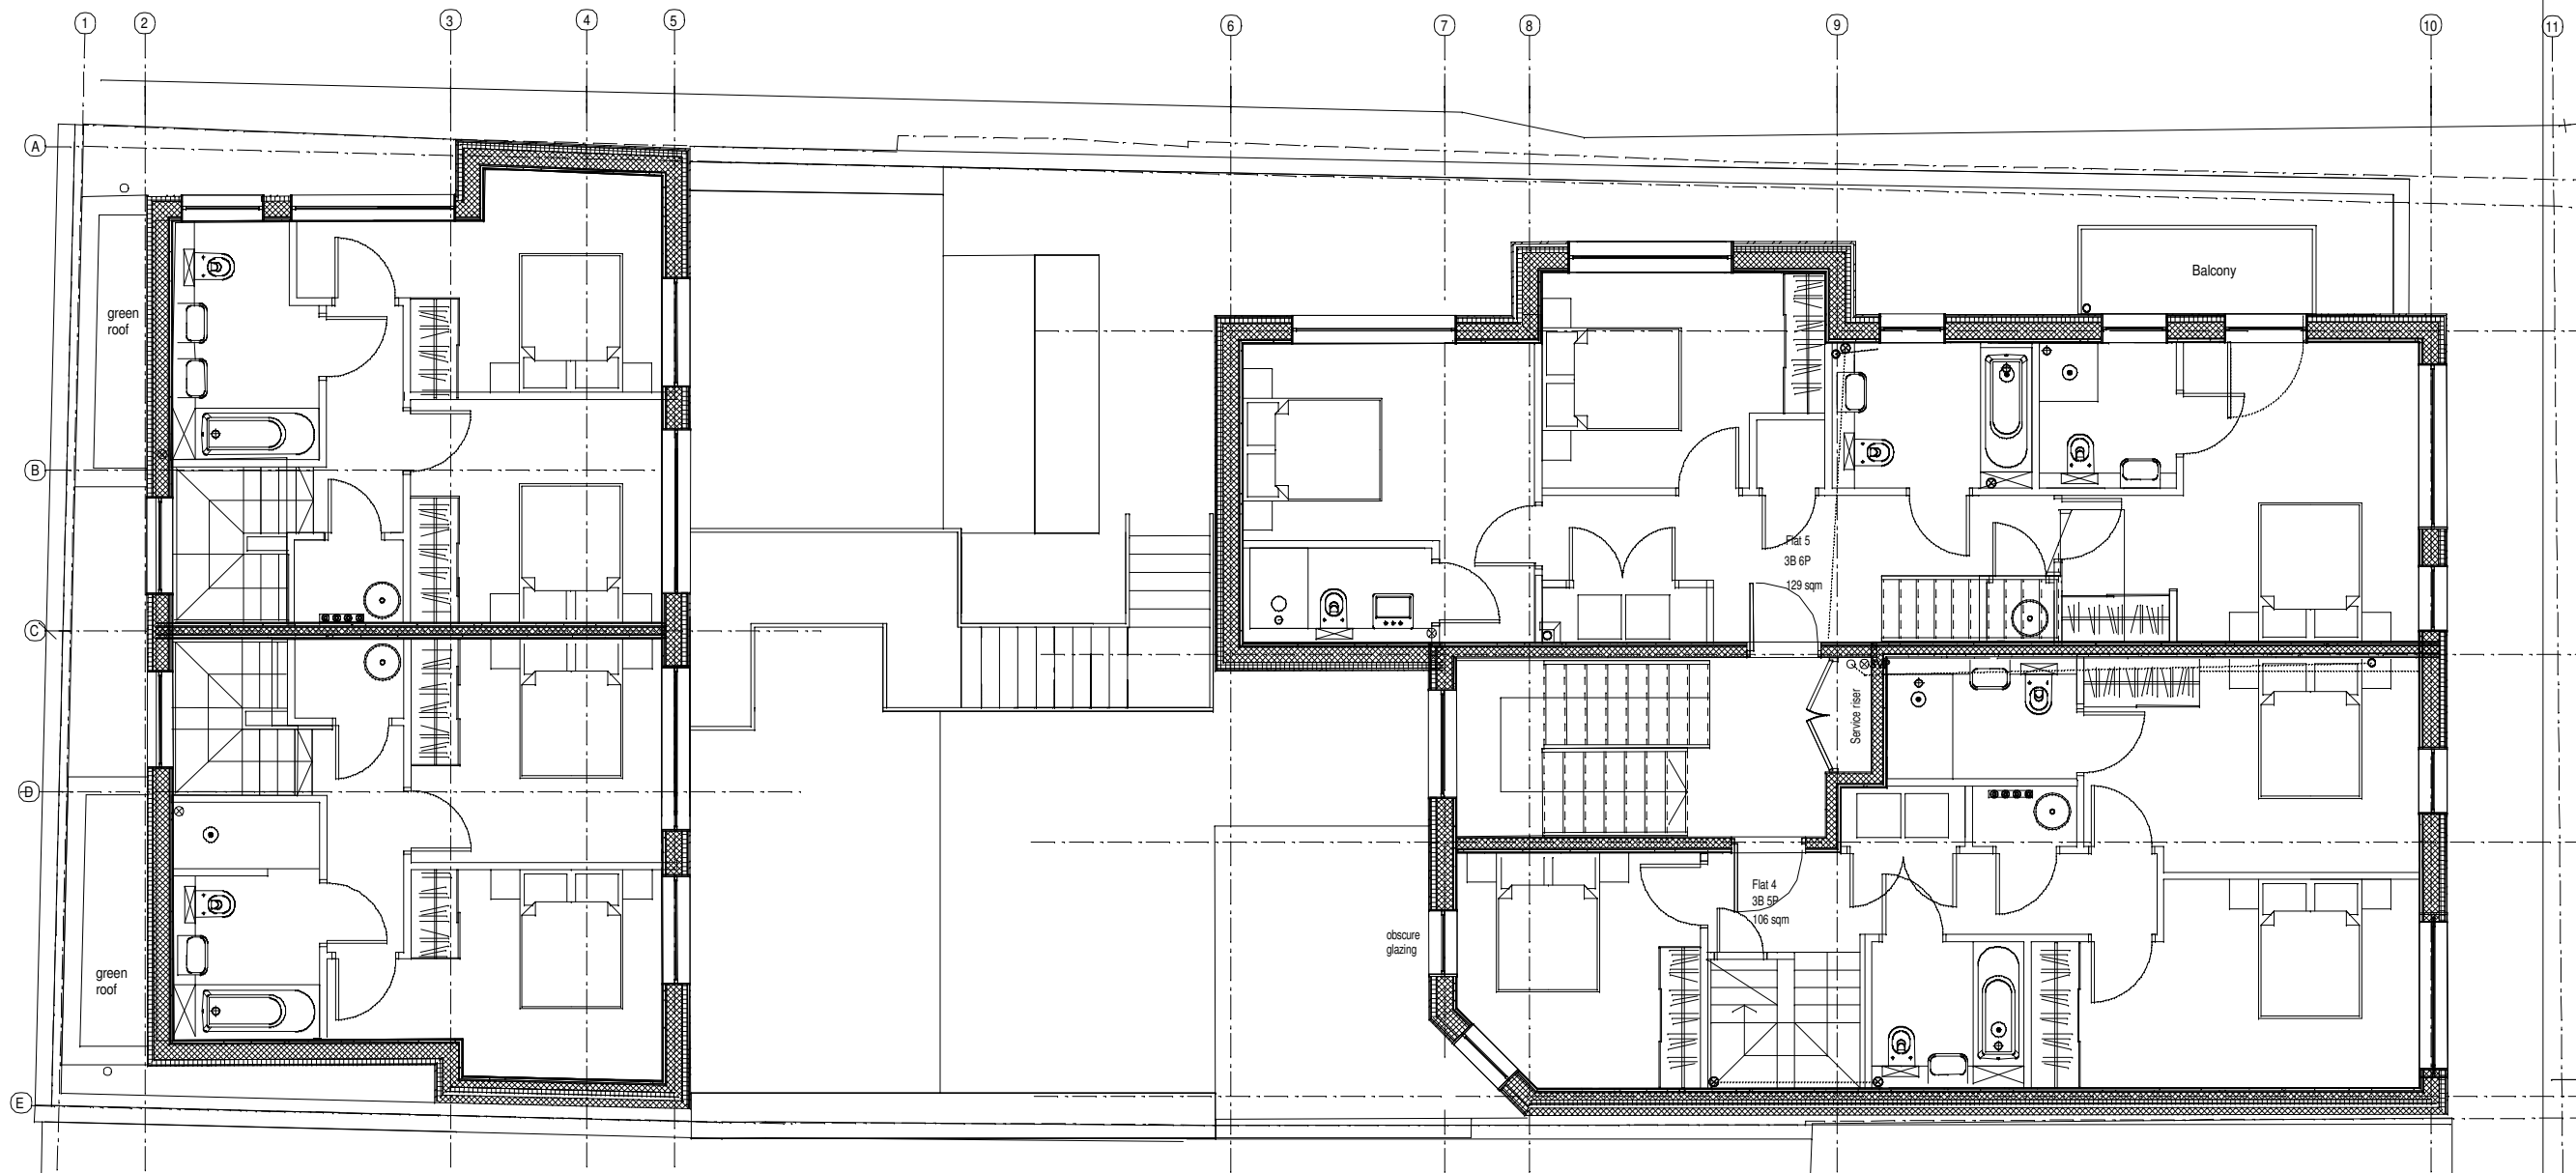 1
2
3
4
5
6
7
8
9
10
11
A
B
C
D
E
green
roof
green
roof
Balcony
Flat 5
3B 6P
129 sqm
Service riser
Flat 4
3B 5P
106 sqm
obscure
glazing